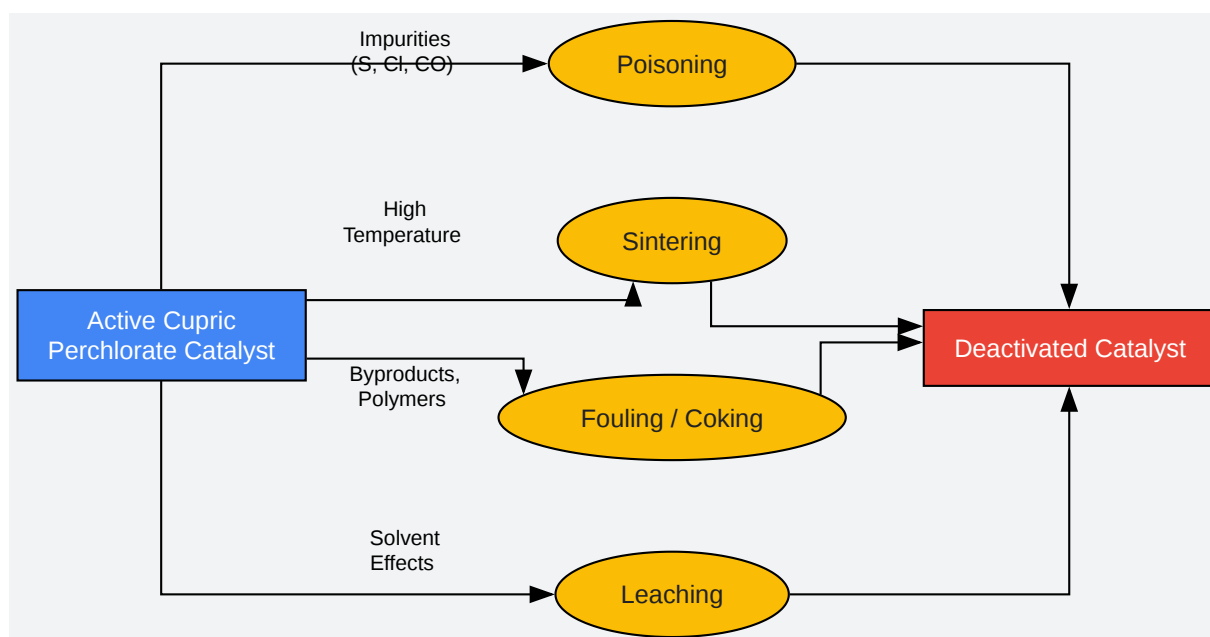 Impurities
(S, Cl, CO)
Poisoning
High
Temperature
Sintering
Active Cupric
Perchlorate Catalyst
Deactivated Catalyst
Byproducts,
Polymers
Fouling / Coking
Solvent
Effects
Leaching